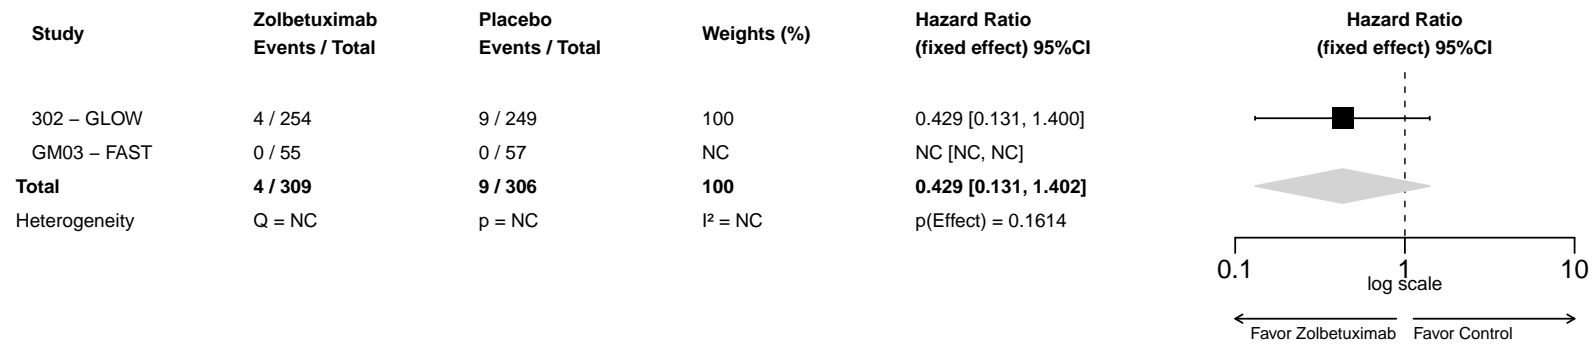 Study Zolbetuximab Events / Total Placebo Events / Total Weights (%) Hazard Ratio (fixed effect) 95%CI Hazard Ratio (fixed effect) 95%CI
302 − GLOW 4 / 254 9 / 249 100 0.429 [0.131, 1.400]
GM03 − FAST 0 / 55 0 / 57 NC NC [NC, NC]
Total 4 / 309 9 / 306 100 0.429 [0.131, 1.402]
Heterogeneity Q = NC p = NC I² = NC p(Effect) = 0.1614
0.1 1 10
log scale
Favor Zolbetuximab Favor Control